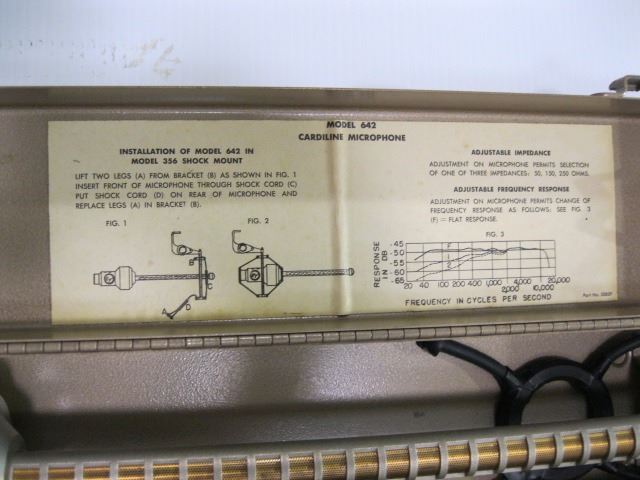 MODEL 642
CARDILINE MICROPHONE
INSTALLATION OF MODEL 642 IN
MODEL 356 SHOCK MOUNT
LIFT TWO LEGS (A) FROM BRACKET (B) AS SHOWN IN FIG. 1
INSERT FRONT OF MICROPHONE THROUGH SHOCK CORD (C)
PUT SHOCK CORD (D) ON REAR OF MICROPHONE AND
REPLACE LEGS (A) IN BRACKET (B).
FIG. 1
FIG. 2
B
C
A
D
ADJUSTABLE IMPEDANCE
ADJUSTMENT ON MICROPHONE PERMITS SELECTION
OF ONE OF THREE IMPEDANCES: 50, 150, 250 OHMS.
ADJUSTABLE FREQUENCY RESPONSE
ADJUSTMENT ON MICROPHONE PERMITS CHANGE OF
FREQUENCY RESPONSE AS FOLLOWS: SEE FIG 3
(F) = FLAT RESPONSE.
FIG. 3
RESPONSE
IN DB
-45
-50
-55
-60
-65
F
20 40 100 200 400 1,000 2000 4,000 10,000 20,000
FREQUENCY IN CYCLES PER SECOND
Part No.